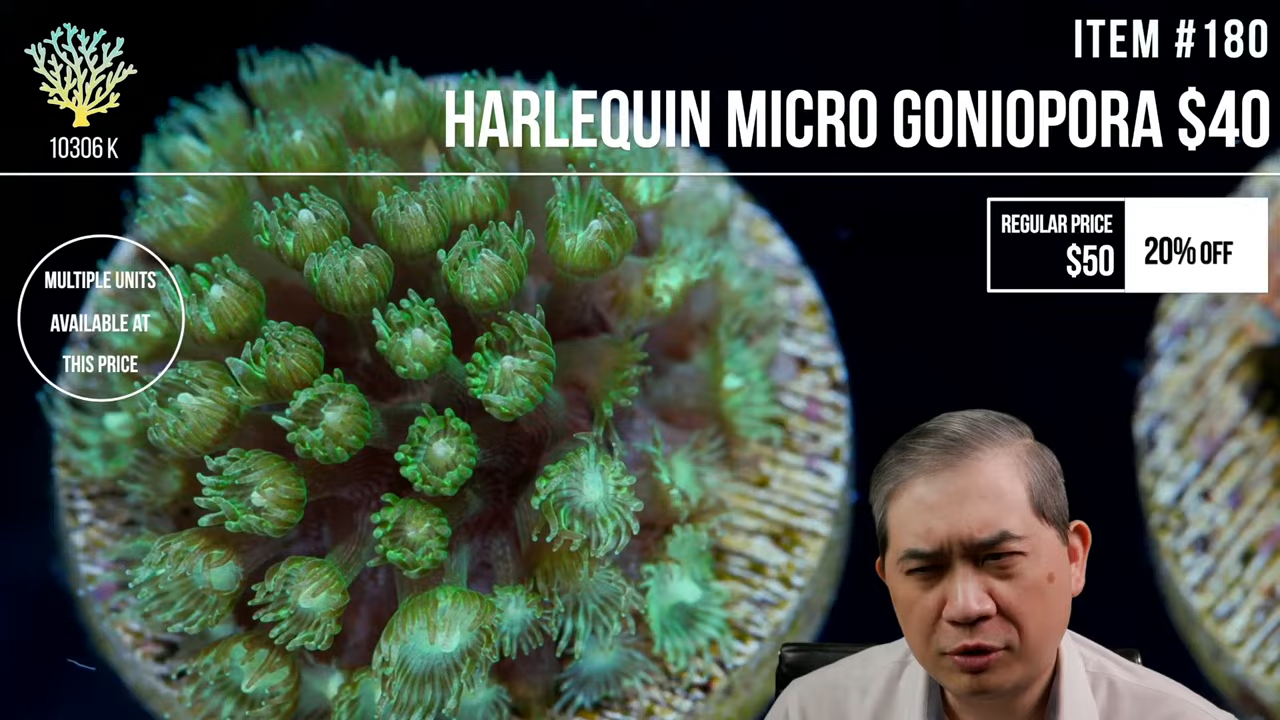 ITEM #180
HARLEQUIN MICRO GONIOPORA $40
10306 K
REGULAR PRICE
$50
20% OFF
MULTIPLE UNITS
AVAILABLE AT
THIS PRICE